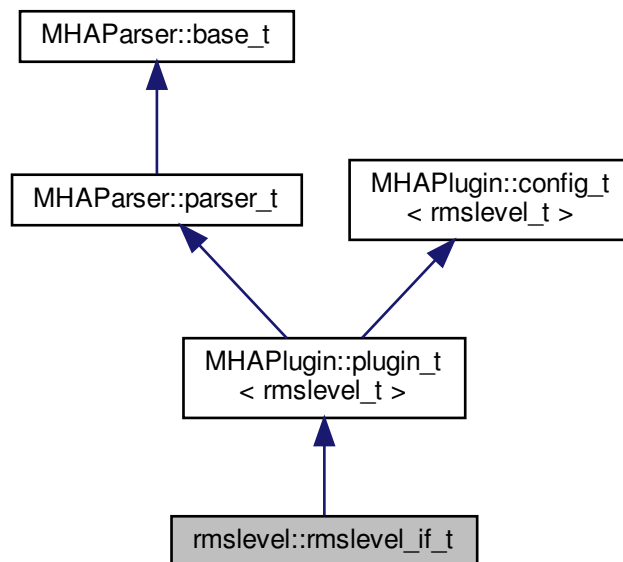 MHAParser::base_t
MHAParser::parser_t
MHAPlugin::config_t
< rmslevel_t >
MHAPlugin::plugin_t
< rmslevel_t >
rmslevel::rmslevel_if_t